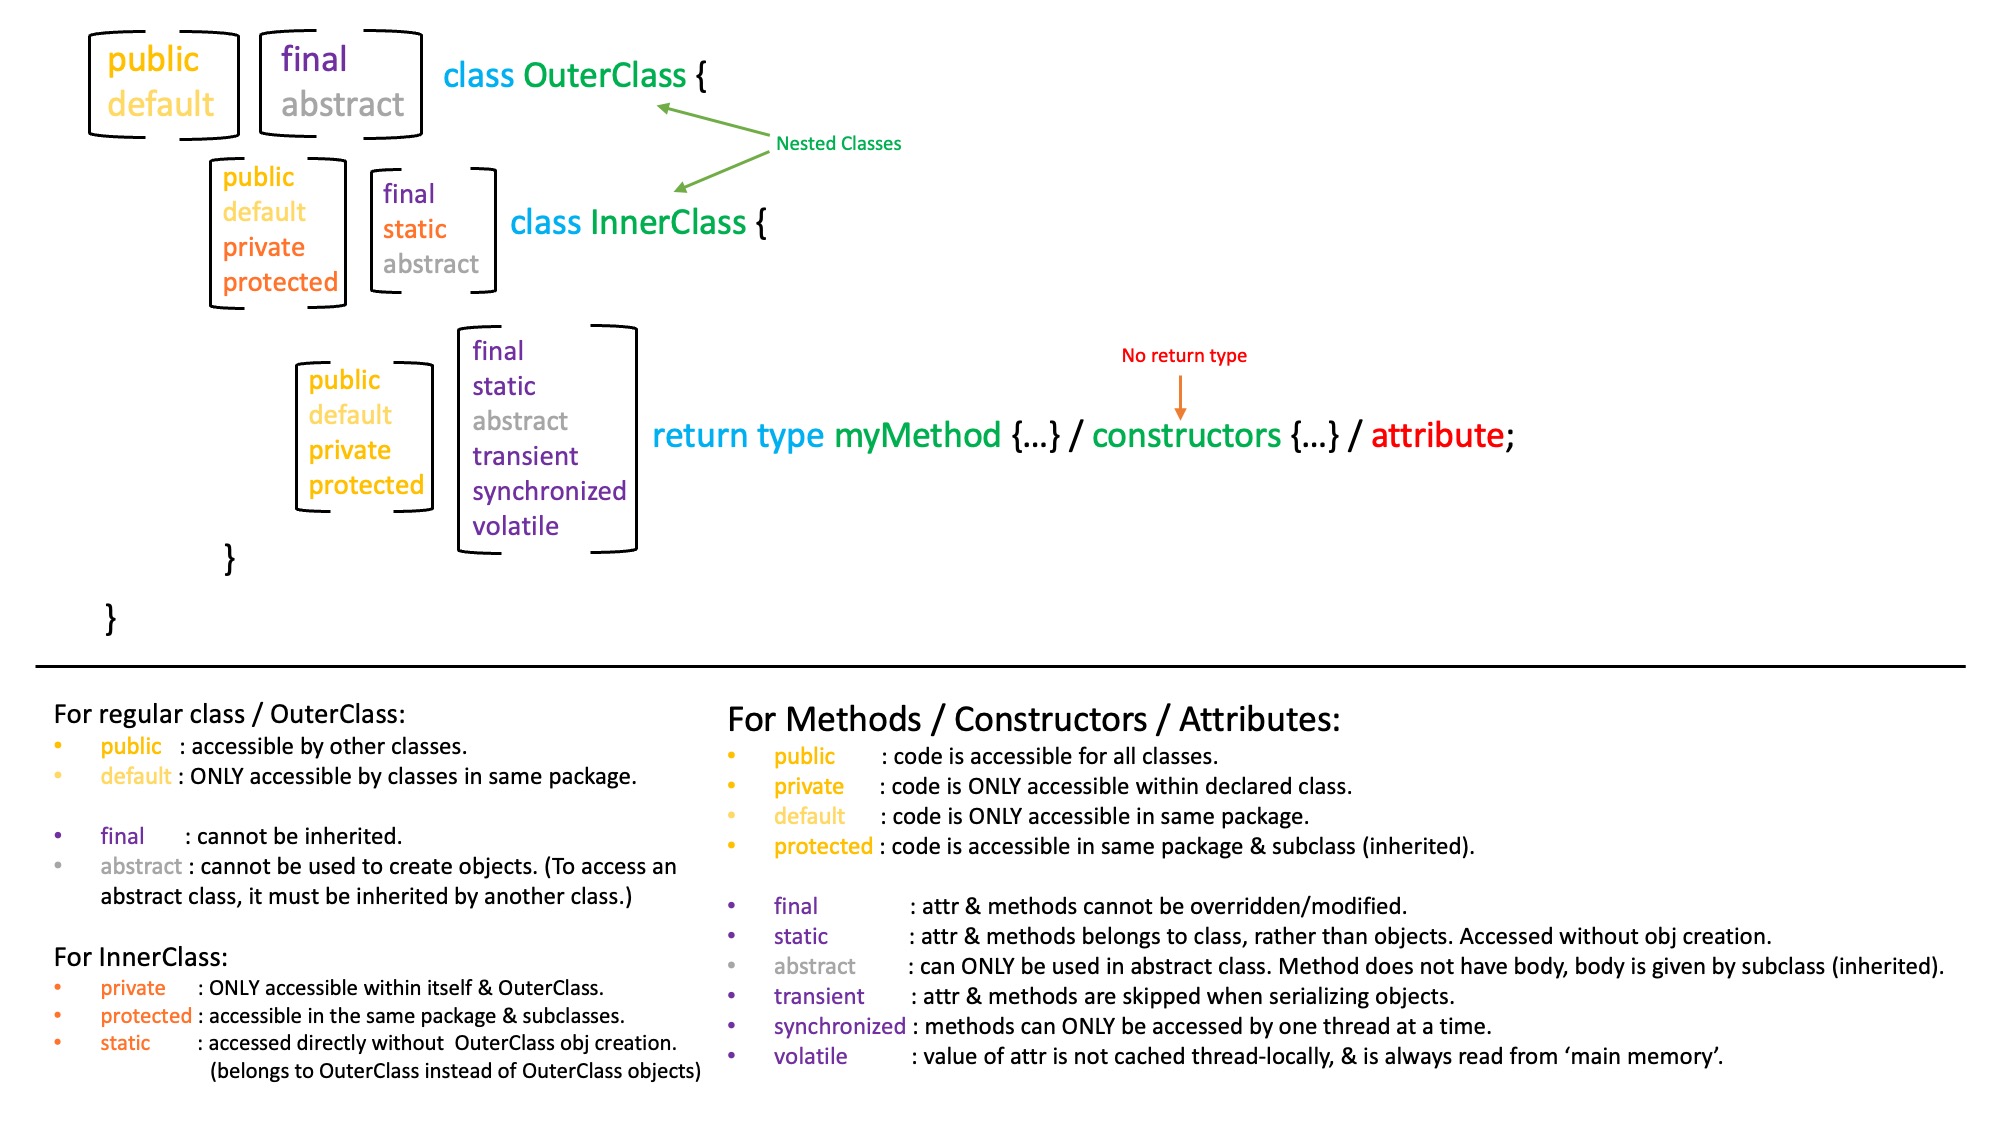 public final class OuterClass {
default abstract
Nested Classes
public
default
private
protected
final
static
abstract
class InnerClass {
public
default
private
protected
final
static
abstract
transient
synchronized
volatile
No return type
return type myMethod {...} / constructors {...} / attribute;
}
}
For regular class / OuterClass:
• public : accessible by other classes.
• default : ONLY accessible by classes in same package.
• final : cannot be inherited.
• abstract : cannot be used to create objects. (To access an
abstract class, it must be inherited by another class.)
For InnerClass:
• private : ONLY accessible within itself & OuterClass.
• protected : accessible in the same package & subclasses.
• static : accessed directly without OuterClass obj creation.
(belongs to OuterClass instead of OuterClass objects)
For Methods / Constructors / Attributes:
• public : code is accessible for all classes.
• private : code is ONLY accessible within declared class.
• default : code is ONLY accessible in same package.
• protected : code is accessible in same package & subclass (inherited).
• final : attr & methods cannot be overridden/modified.
• static : attr & methods belongs to class, rather than objects. Accessed without obj creation.
• abstract : can ONLY be used in abstract class. Method does not have body, body is given by subclass (inherited).
• transient : attr & methods are skipped when serializing objects.
• synchronized : methods can ONLY be accessed by one thread at a time.
• volatile : value of attr is not cached thread-locally, & is always read from ‘main memory’.